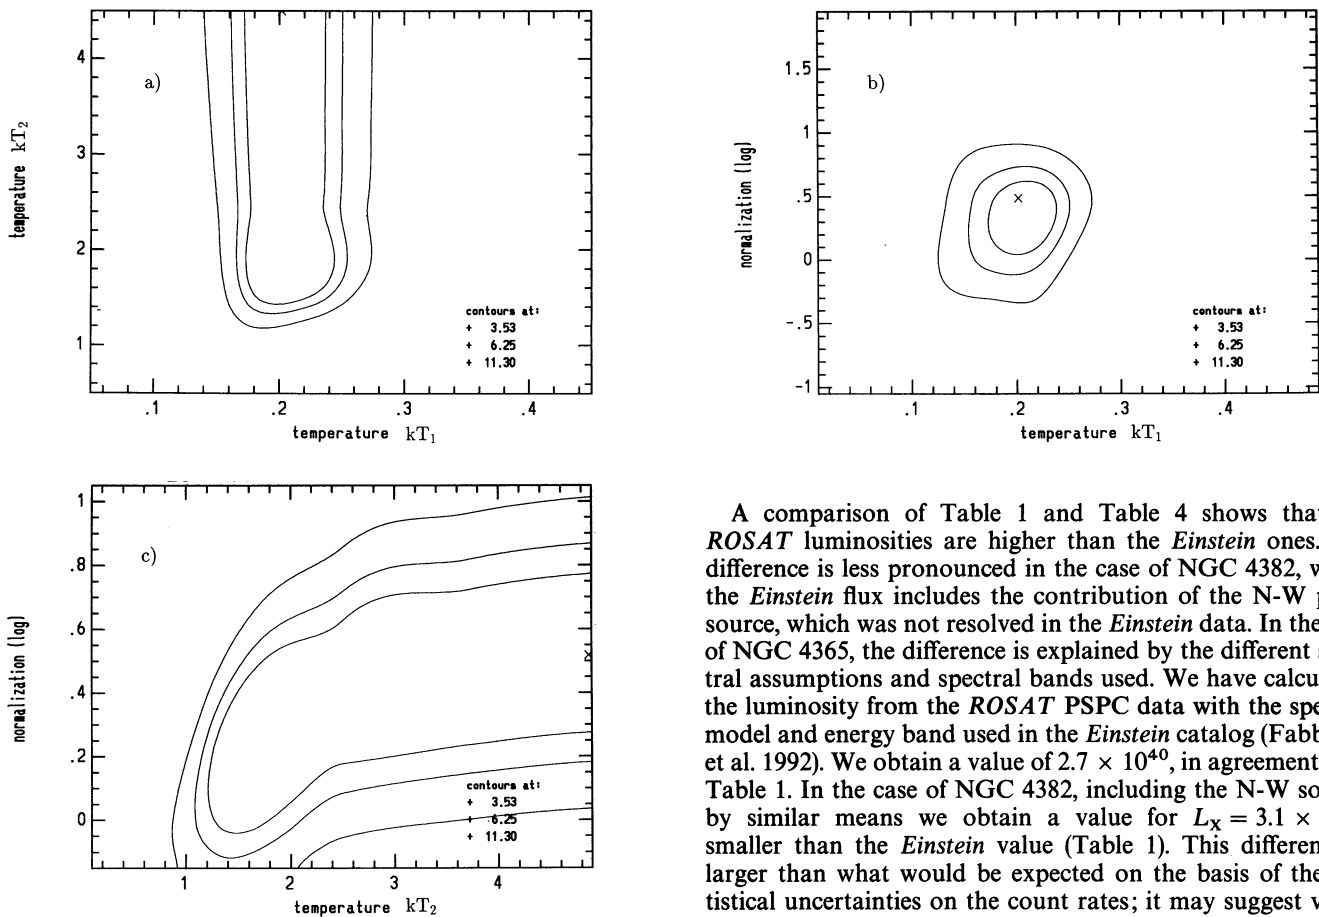 a)
4
3
2
1
temperature kT2
contours at:
+ 3.53
+ 6.25
+ 11.30
.1 .2 .3 .4
temperature kT1
b)
1.5
1
.5
0
-.5
-1
normalization (log)
×
contours at:
+ 3.53
+ 6.25
+ 11.30
.1 .2 .3 .4
temperature kT1
c)
1
.8
.6
.4
.2
0
normalization (log)
×
contours at:
+ 3.53
+ 6.25
+ 11.30
1 2 3 4
temperature kT2
A comparison of Table 1 and Table 4 shows tha
ROSAT luminosities are higher than the Einstein ones.
difference is less pronounced in the case of NGC 4382, w
the Einstein flux includes the contribution of the N-W p
source, which was not resolved in the Einstein data. In the
of NGC 4365, the difference is explained by the different s
tral assumptions and spectral bands used. We have calcu
the luminosity from the ROSAT PSPC data with the spe
model and energy band used in the Einstein catalog (Fabb
et al. 1992). We obtain a value of 2.7 × 10⁴⁰, in agreement
Table 1. In the case of NGC 4382, including the N-W so
by similar means we obtain a value for LX = 3.1 ×
smaller than the Einstein value (Table 1). This differen
larger than what would be expected on the basis of the
tistical uncertainties on the count rates; it may suggest v